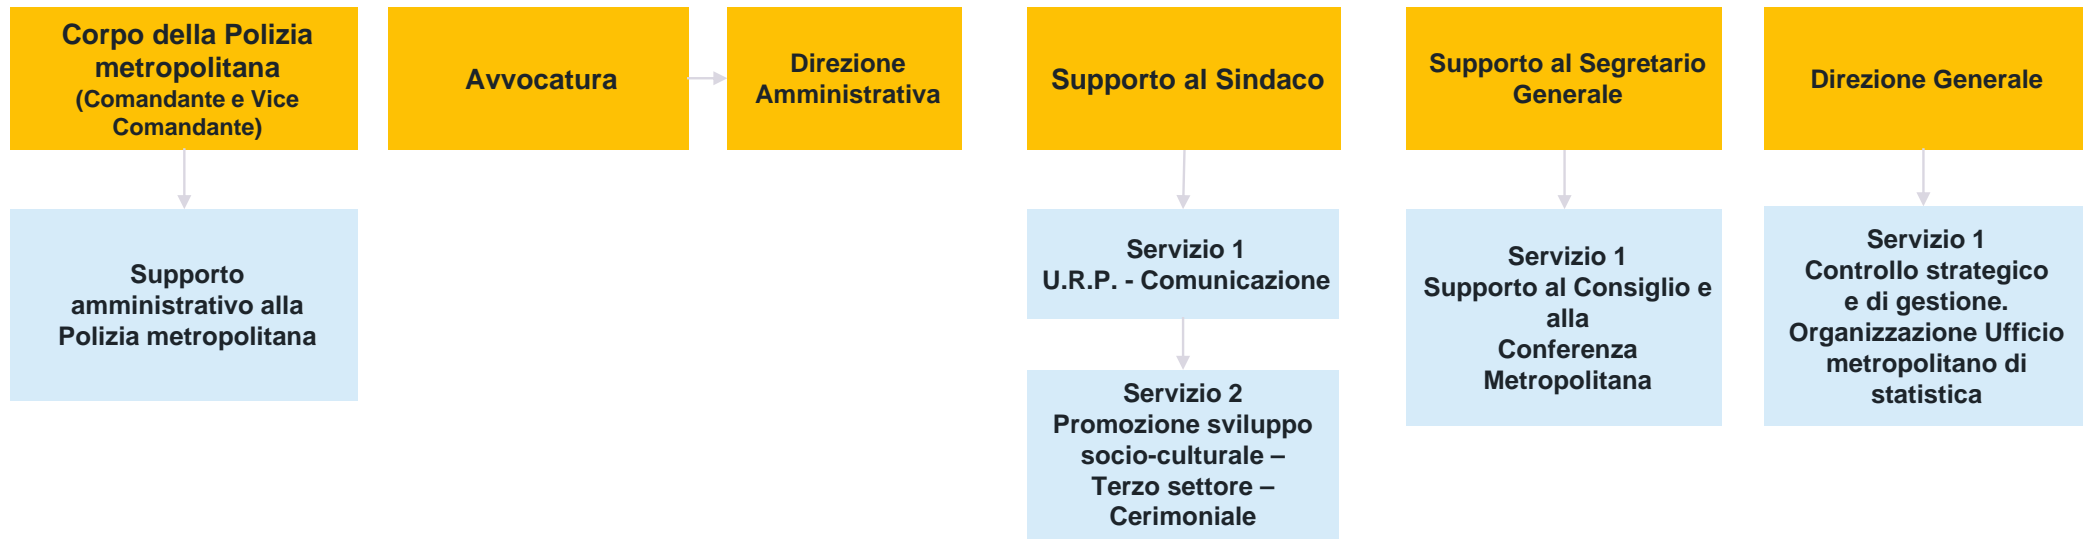 Corpo della Polizia
metropolitana
(Comandante e Vice
Comandante)
Avvocatura
Direzione
Amministrativa
Supporto al Sindaco
Supporto al Segretario
Generale
Direzione Generale
Supporto
amministrativo alla
Polizia metropolitana
Servizio 1
U.R.P. - Comunicazione
Servizio 2
Promozione sviluppo
socio-culturale –
Terzo settore –
Cerimoniale
Servizio 1
Supporto al Consiglio e
alla
Conferenza
Metropolitana
Servizio 1
Controllo strategico
e di gestione.
Organizzazione Ufficio
metropolitano di
statistica